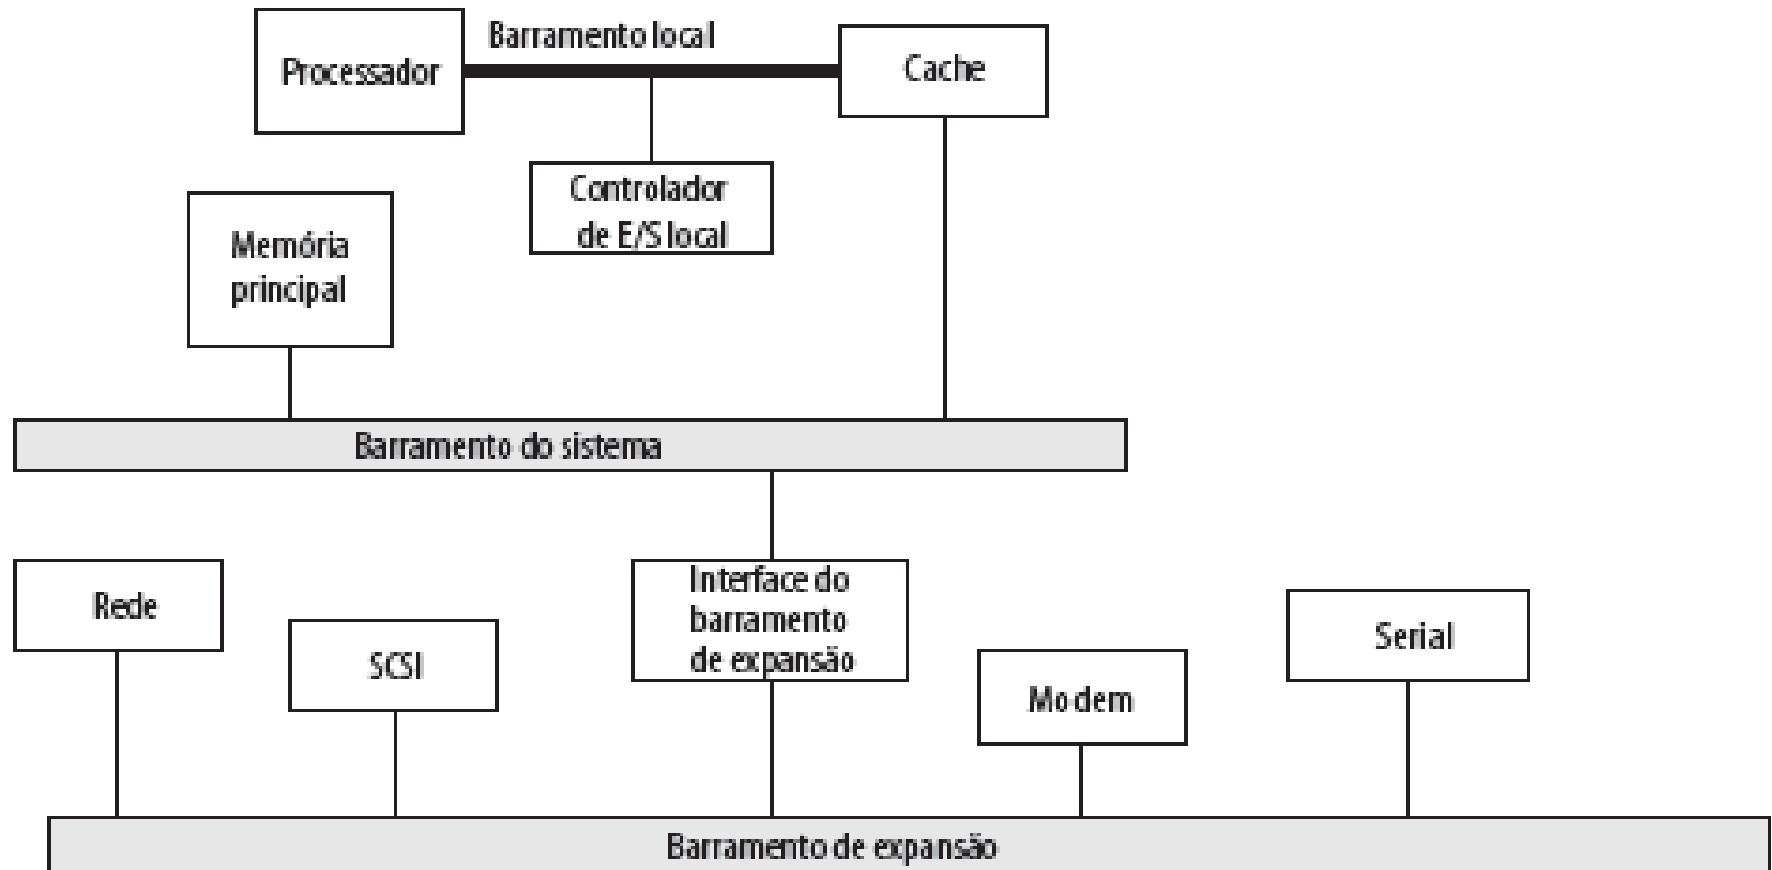 Barramento local
Processador
Cache
Controlador
de E/S local
Memória
principal
Barramento do sistema
Rede
SCSI
Interface do
barramento
de expansão
Modem
Serial
Barramento de expansão